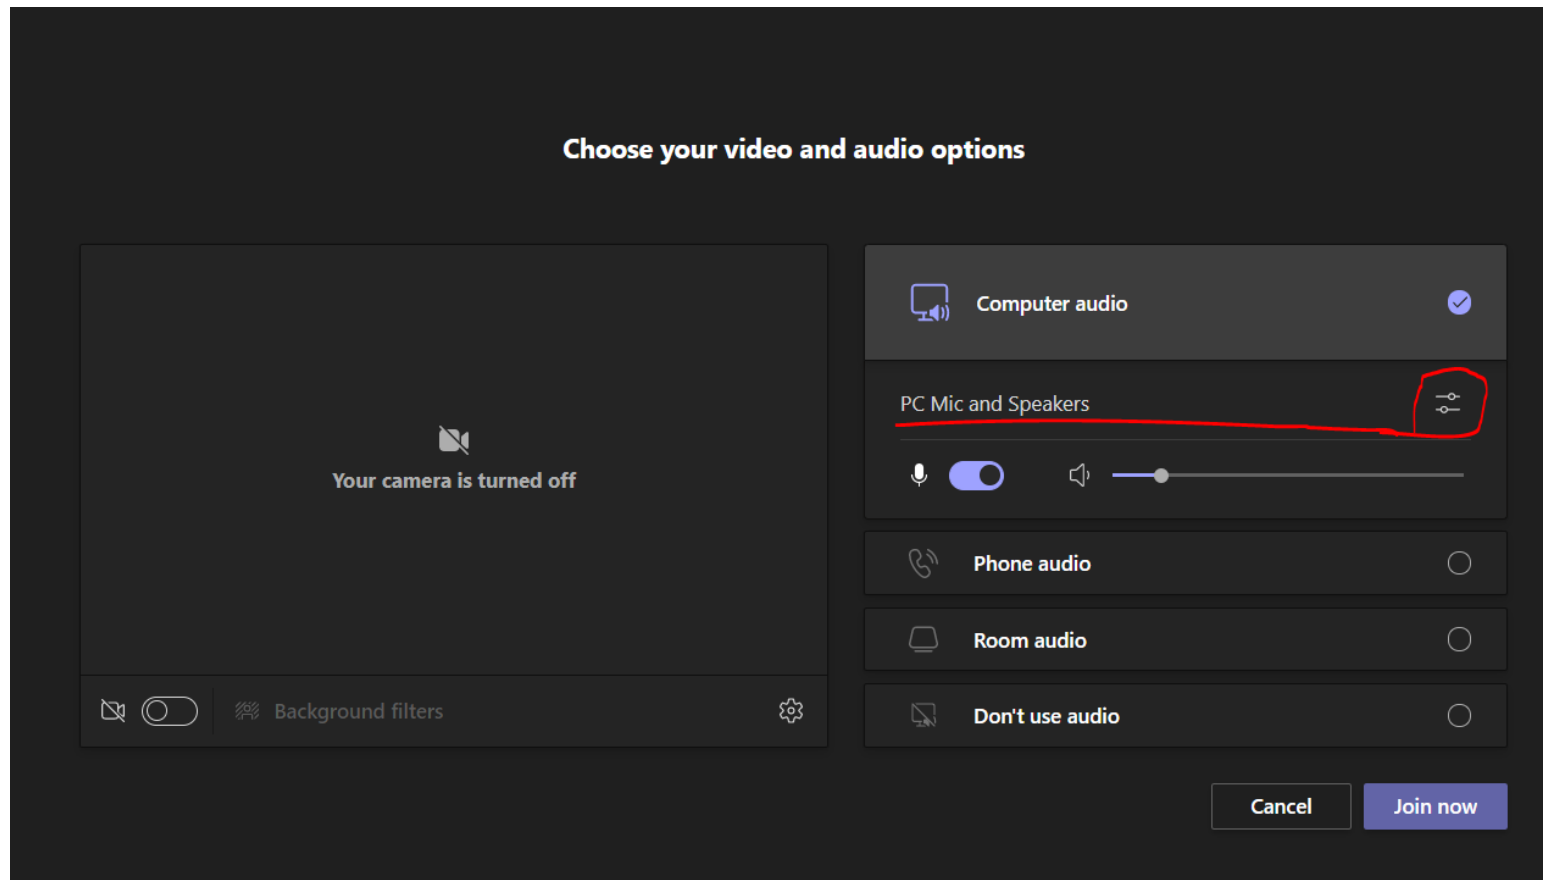 Choose your video and audio options
Your camera is turned off
Background filters
Computer audio
PC Mic and Speakers
Phone audio
Room audio
Don't use audio
Cancel
Join now